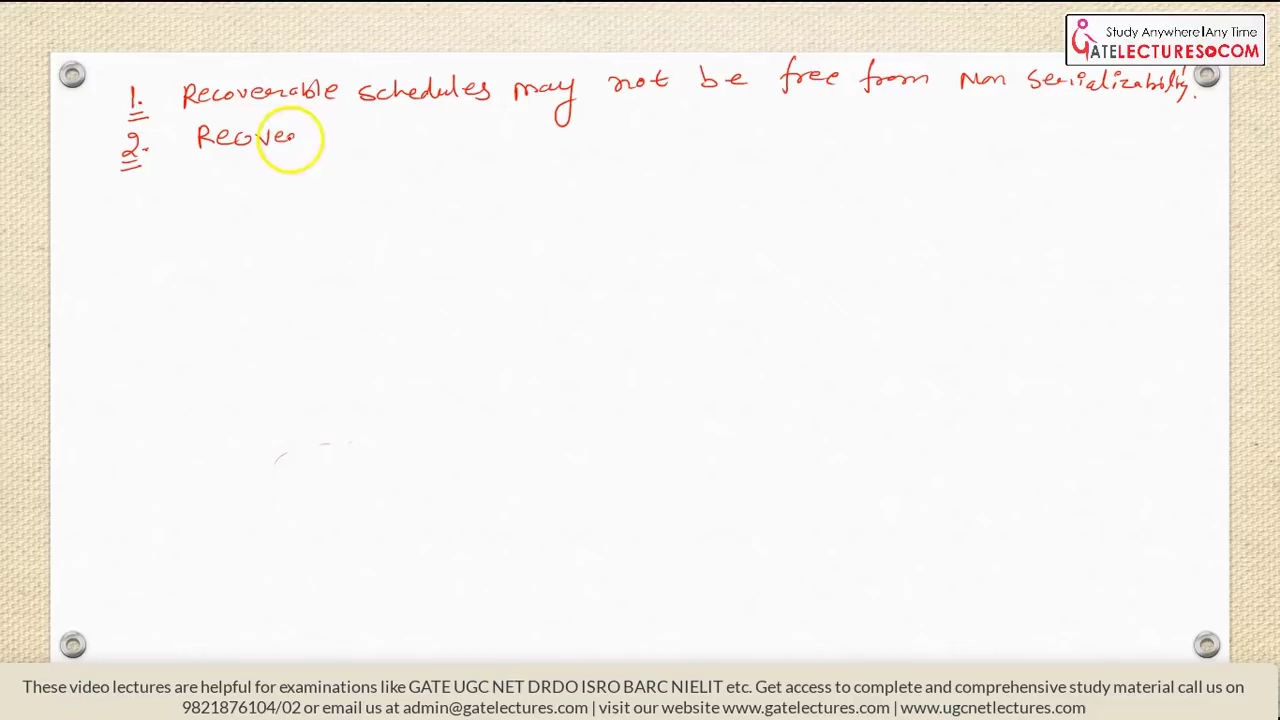 Study Anywhere|Any Time
GATELECTURES.COM
1. Recoverable schedules may not be free from Non serializability.
2. Recove
These video lectures are helpful for examinations like GATE UGC NET DRDO ISRO BARC NIELIT etc. Get access to complete and comprehensive study material call us on
9821876104/02 or email us at admin@gatelectures.com | visit our website www.gatelectures.com | www.ugcnetlectures.com